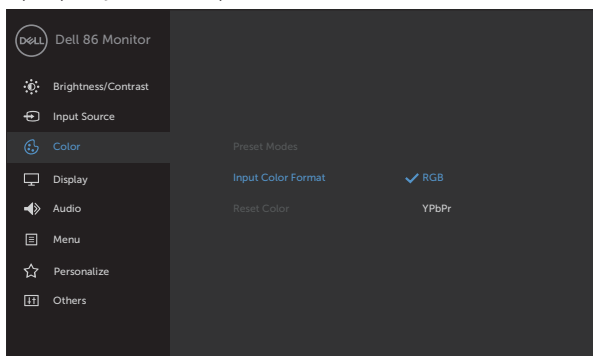 DELL Dell 86 Monitor
Brightness/Contrast
Input Source
Color
Preset Modes
Display
Input Color Format
RGB
Audio
Reset Color
YPbPr
Menu
Personalize
Others